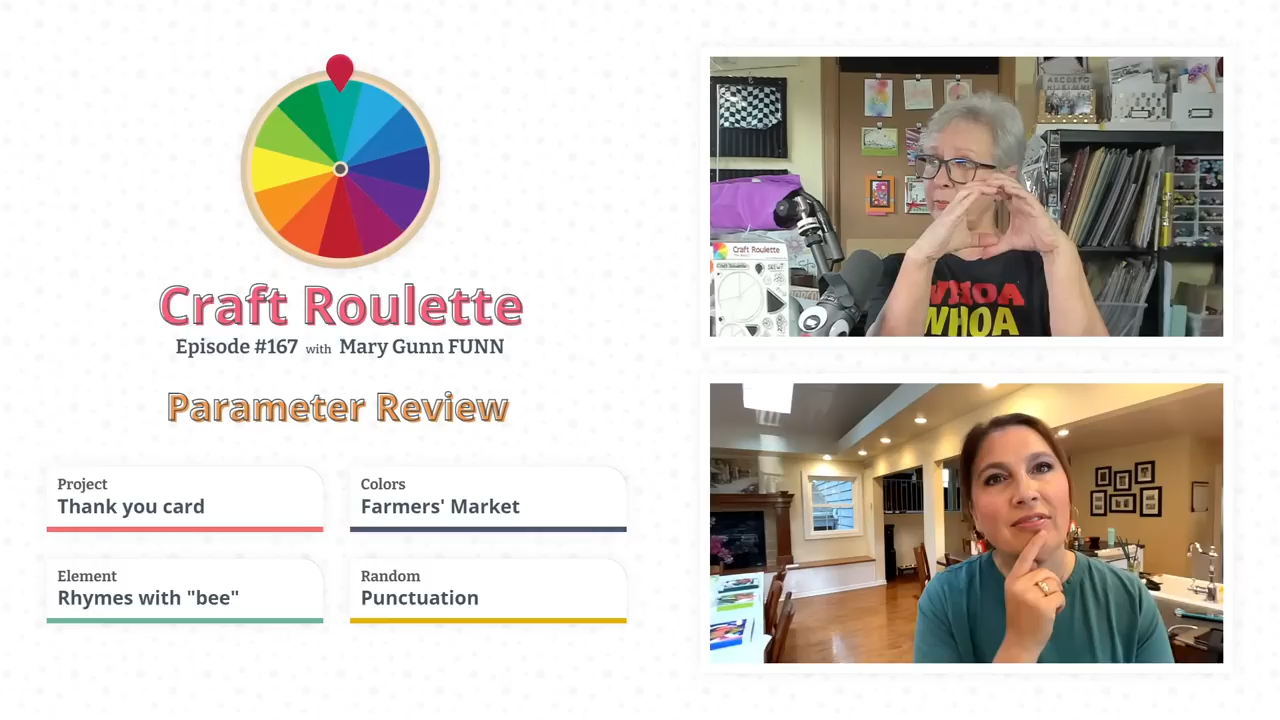 Craft Roulette
Episode #167 with Mary Gunn FUNN
Parameter Review
Project
Thank you card
Colors
Farmers' Market
Element
Rhymes with "bee"
Random
Punctuation
Craft Roulette
WHOA
WHOA